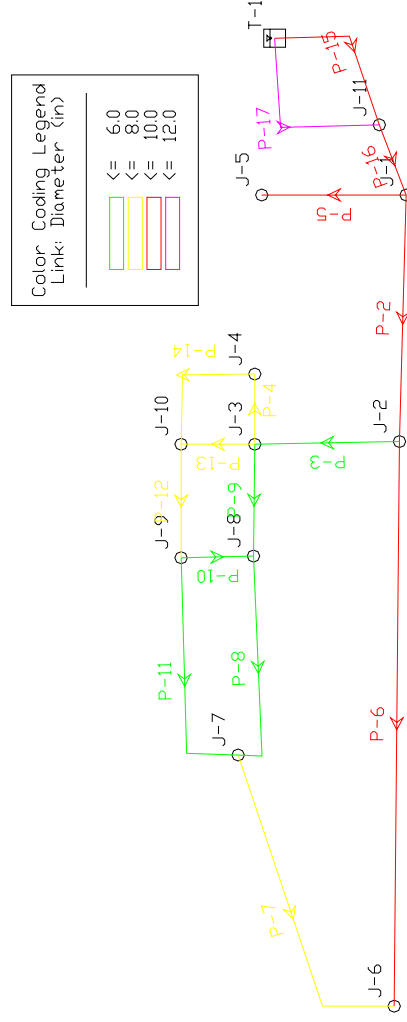 Color Coding Legend
Link: Diameter (in)
<= 6.0
<= 8.0
<= 10.0
<= 12.0
T-1
P-15
J-11
P-17
P-16
J-1
J-5
P-5
P-2
J-4
P-14
P-4
J-10
J-3
P-13
J-2
P-3
P-12
P-9
J-9
J-8
P-10
P-11
P-8
J-7
P-6
P-7
J-6